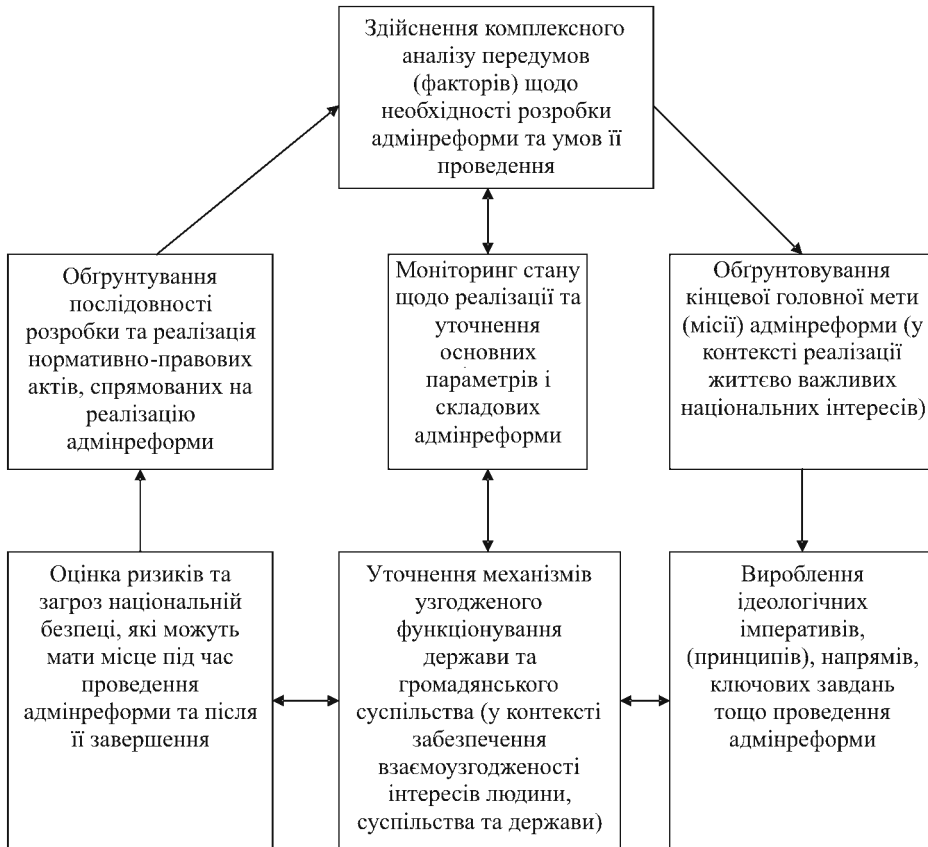 Здійснення комплексного
аналізу передумов
(факторів) щодо
необхідності розробки
адмінреформи та умов її
проведення
Обґрунтування
послідовності
розробки та реалізація
нормативно-правових
актів, спрямованих на
реалізацію
адмінреформи
Моніторинг стану
щодо реалізації та
уточнення
основних
параметрів і
складових
адмінреформи
Обґрунтовування
кінцевої головної мети
(місії) адмінреформи (у
контексті реалізації
життєво важливих
національних інтересів)
Оцінка ризиків та
загроз національній
безпеці, які можуть
мати місце під час
проведення
адмінреформи та після
її завершення
Уточнення механізмів
узгодженого
функціонування
держави та
громадянського
суспільства (у контексті
забезпечення
взаємоузгодженості
інтересів людини,
суспільства та держави)
Вироблення
ідеологічних
імперативів,
(принципів), напрямів,
ключових завдань
тощо проведення
адмінреформи